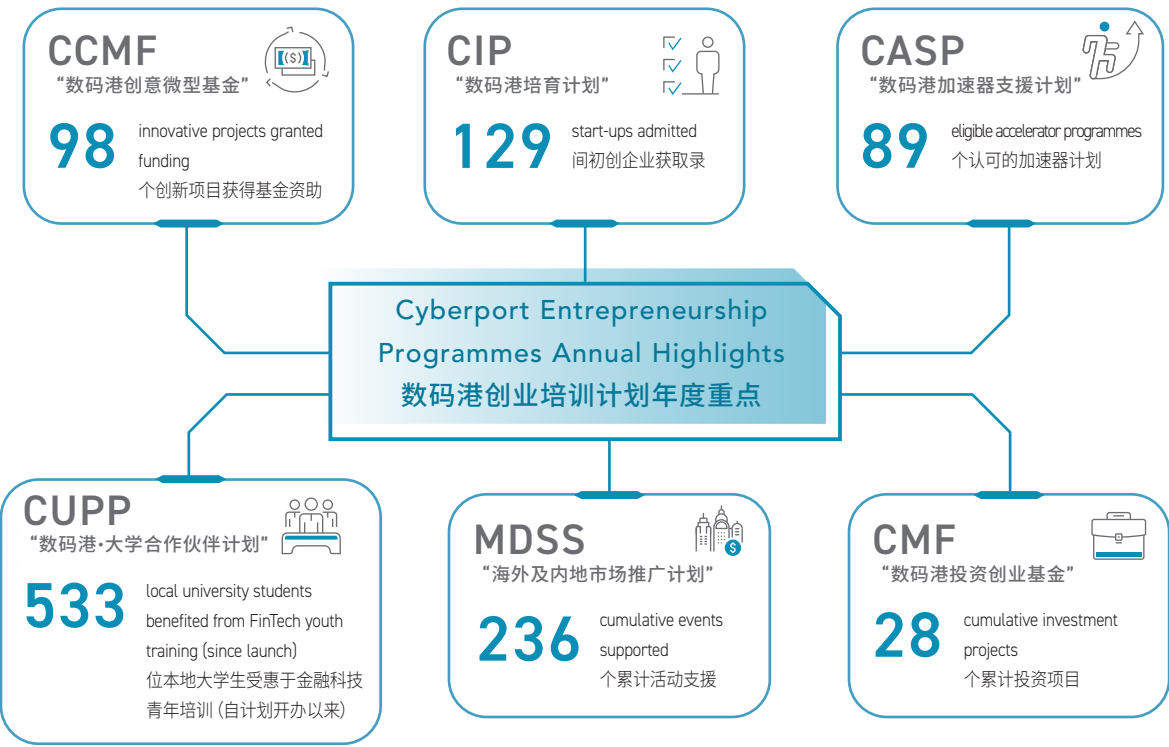 CCMF
“数码港创意微型基金”
98
innovative projects granted
funding
个创新项目获得基金资助
CIP
“数码港培育计划”
129
start-ups admitted
间初创企业获取录
CASP
“数码港加速器支援计划”
89
eligible accelerator programmes
个认可的加速器计划
Cyberport Entrepreneurship
Programmes Annual Highlights
数码港创业培训计划年度重点
CUPP
“数码港·大学合作伙伴计划”
533
local university students
benefited from FinTech youth
training (since launch)
位本地大学生受惠于金融科技
青年培训 (自计划开办以来)
MDSS
“海外及内地市场推广计划”
236
cumulative events
supported
个累计活动支援
CMF
“数码港投资创业基金”
28
cumulative investment
projects
个累计投资项目